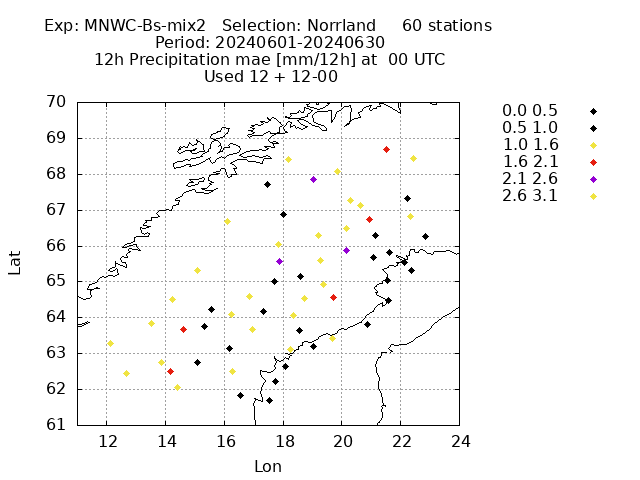 Exp: MNWC-Bs-mix2   Selection: Norrland     60 stations
Period: 20240601-20240630
12h Precipitation mae [mm/12h] at  00 UTC
Used 12 + 12-00
0.0 0.5
0.5 1.0
1.0 1.6
1.6 2.1
2.1 2.6
2.6 3.1
70
69
68
67
66
65
64
63
62
61
Lat
12 14 16 18 20 22 24
Lon